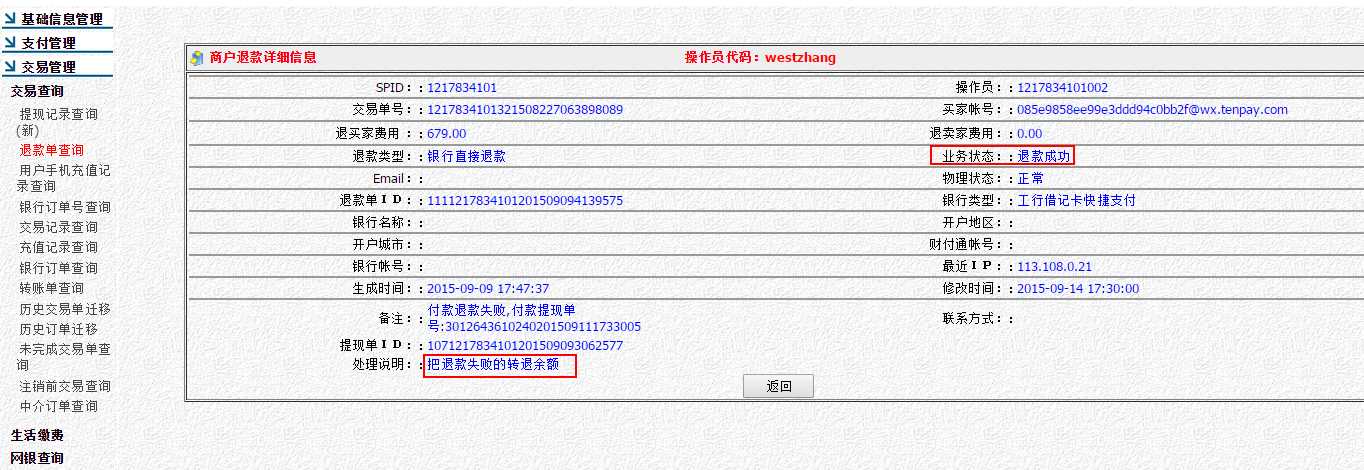 基础信息管理
支付管理
交易管理
交易查询
提现记录查询
(新)
退款单查询
用户手机充值记
录查询
银行订单号查询
交易记录查询
充值记录查询
银行订单查询
转账单查询
历史交易单迁移
历史订单迁移
未完成交易单查
询
注销前交易查询
中介订单查询
生活缴费
网银查询
商户退款详细信息 操作员代码：westzhang
SPID：：1217834101 操作员：：1217834101002
交易单号：：1217834101321508227063898089 买家帐号：：085e9858ee99e3ddd94c0bb2f@wx.tenpay.com
退买家费用 ：：679.00 退卖家费用：：0.00
退款类型：：银行直接退款 业务状态：：退款成功
Email：： 物理状态：：正常
退款单ＩＤ：：1111217834101201509094139575 银行类型：：工行借记卡快捷支付
银行名称：： 开户地区：：
开户城市：： 财付通帐号：：
银行帐号：： 最近ＩＰ：：113.108.0.21
生成时间：：2015-09-09 17:47:37 修改时间：：2015-09-14 17:30:00
备注：：付款退款失败,付款提现单
号:3012643610240201509111733005 联系方式：：
提现单ＩＤ：：1071217834101201509093062577
处理说明：：把退款失败的转退余额
返回